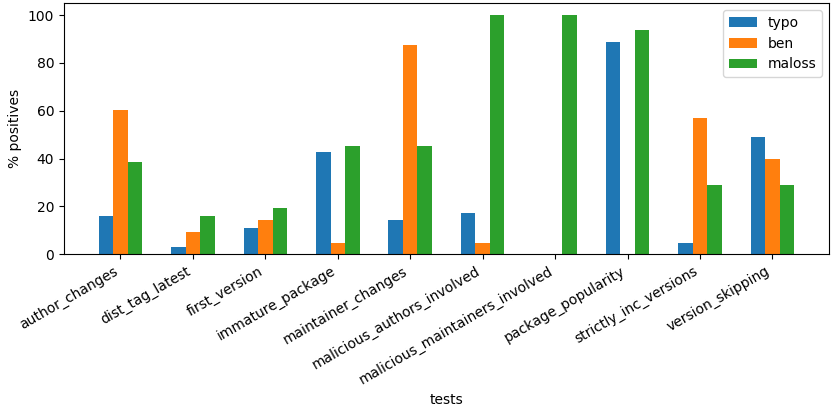 100
80
60
40
20
0
% positives
typo
ben
maloss
author_changes
dist_tag_latest
first_version
immature_package
maintainer_changes
malicious_authors_involved
malicious_maintainers_involved
package_popularity
strictly_inc_versions
version_skipping
tests